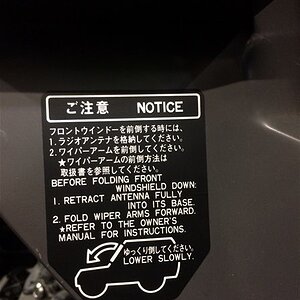 ご注意 NOTICE
フロントウインドーを前倒する時には、
1. ラジオアンテナを格納してください。
2. ワイパーアームを前倒してください。
★ワイパーアームの前倒方法は
取扱書を参照してください。
BEFORE FOLDING FRONT
WINDSHIELD DOWN:
1. RETRACT ANTENNA FULLY
INTO ITS BASE.
2. FOLD WIPER ARMS FORWARD.
★REFER TO THE OWNER'S
MANUAL FOR INSTRUCTIONS.
ゆっくり倒してください。
LOWER SLOWLY.